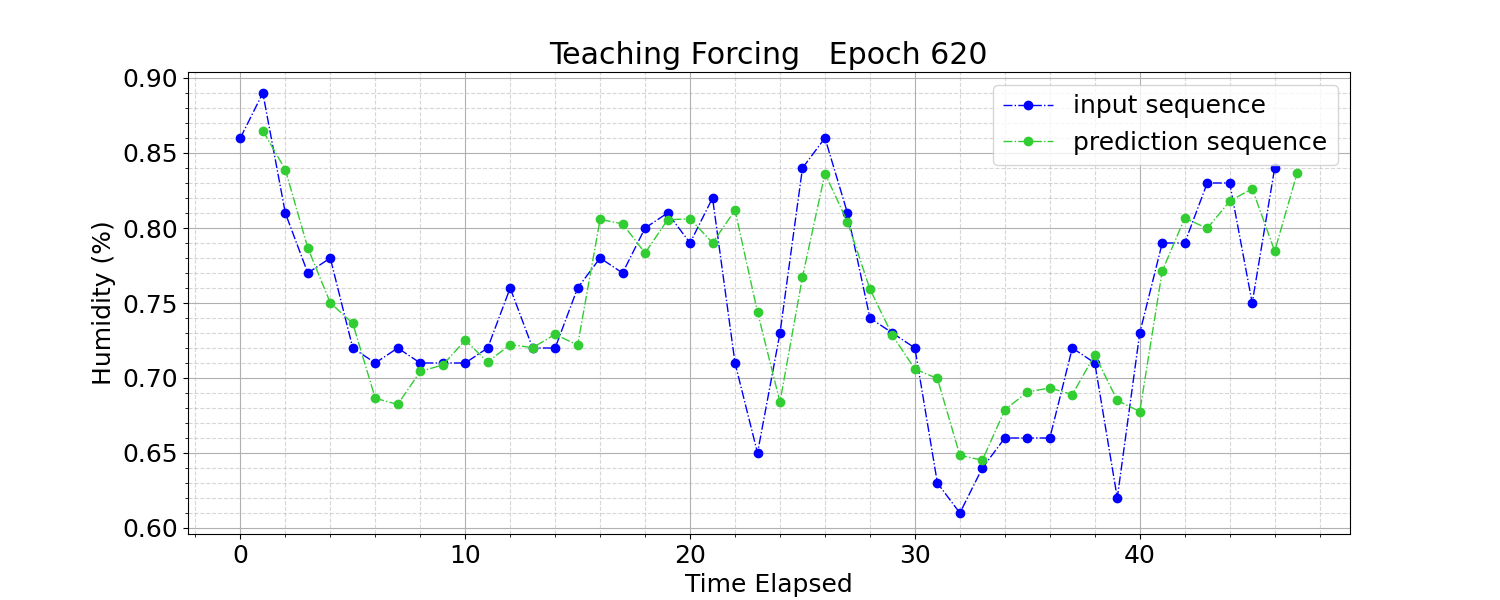 Teaching Forcing   Epoch 620
0.90
0.85
0.80
0.75
0.70
0.65
0.60
Humidity (%)
input sequence
prediction sequence
0 10 20 30 40
Time Elapsed